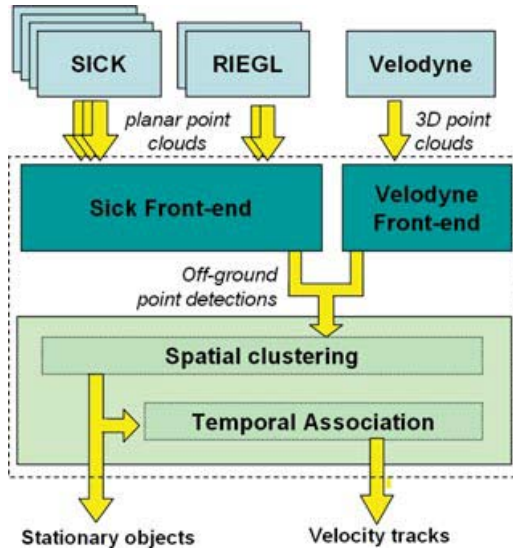 SICK
RIEGL
Velodyne
planar point
clouds
3D point
clouds
Sick Front-end
Velodyne
Front-end
Off-ground
point detections
Spatial clustering
Temporal Association
Stationary objects
Velocity tracks